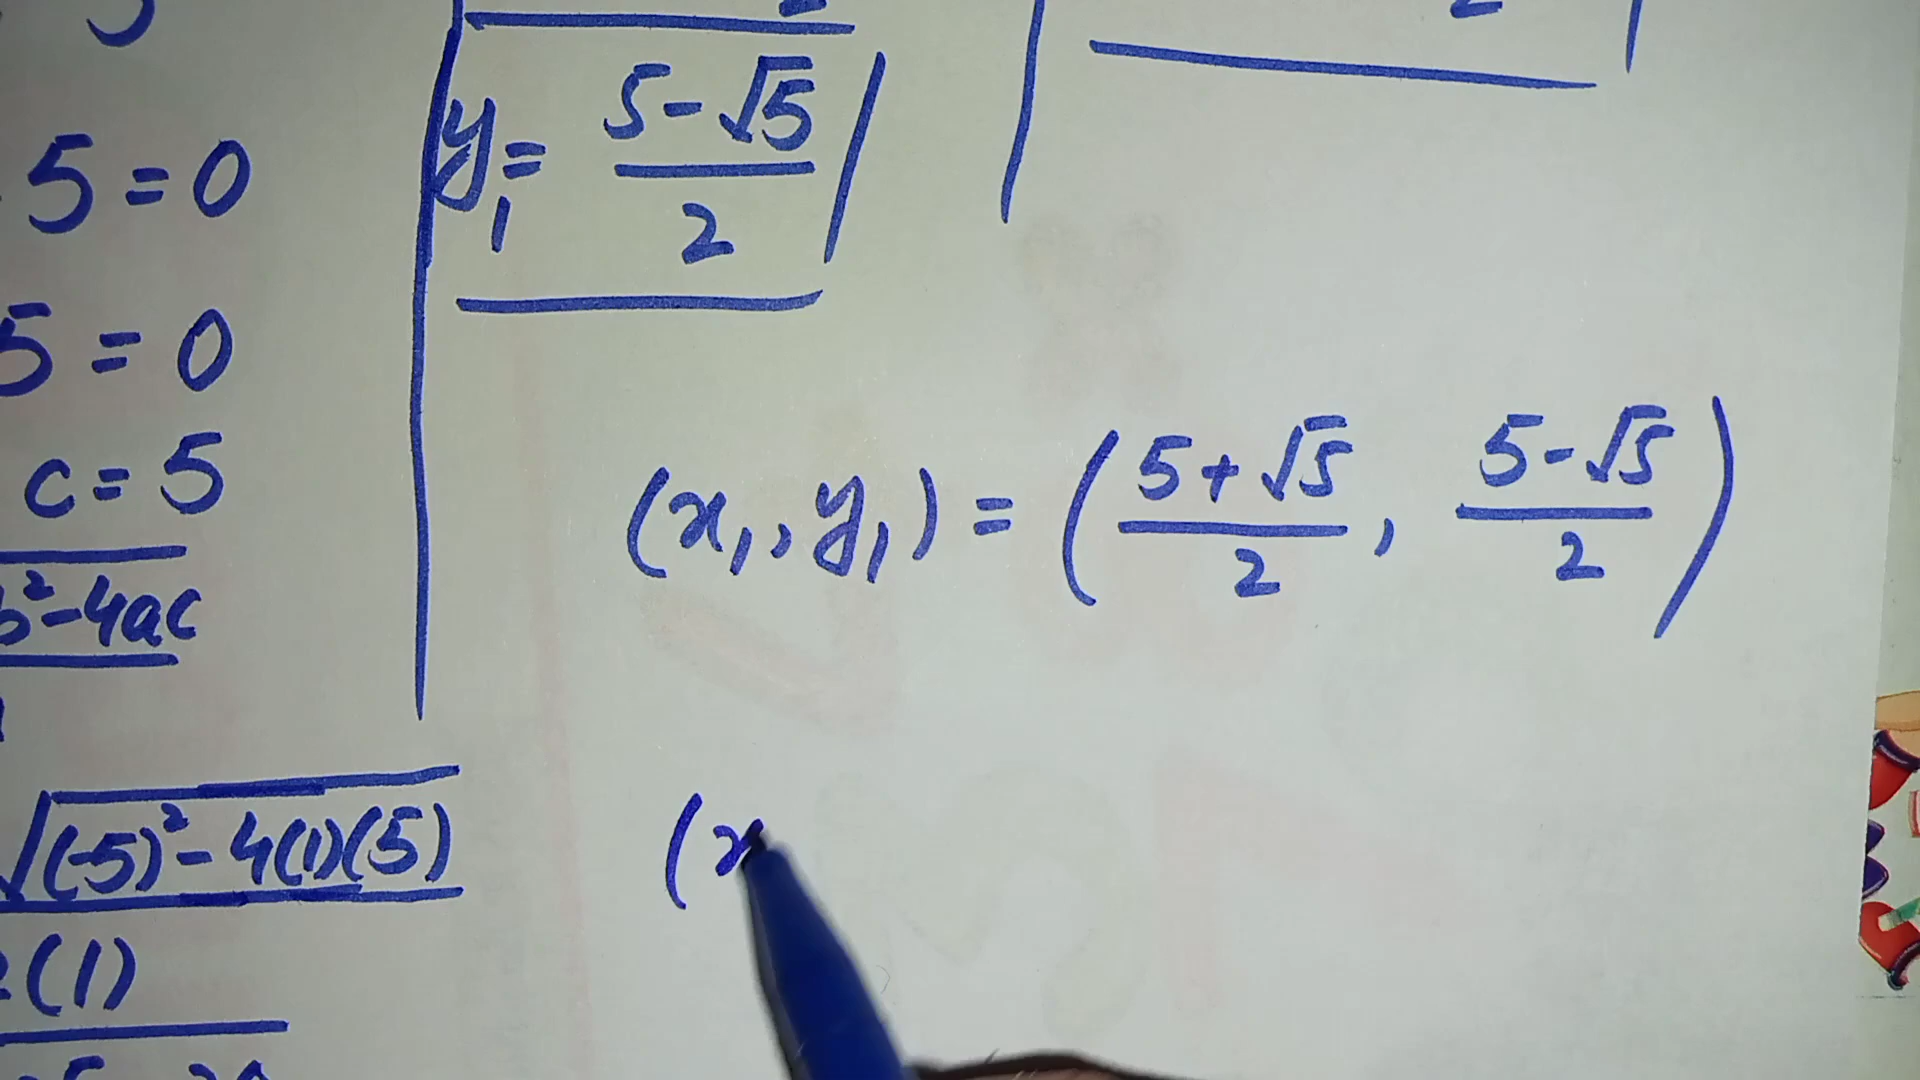 5 = 0
5 = 0
c = 5
b² - 4ac
√(-5)² - 4(1)(5)
(1)
y₁ = (5 - √5)/2
(x₁, y₁) = ((5 + √5)/2, (5 - √5)/2)
(x